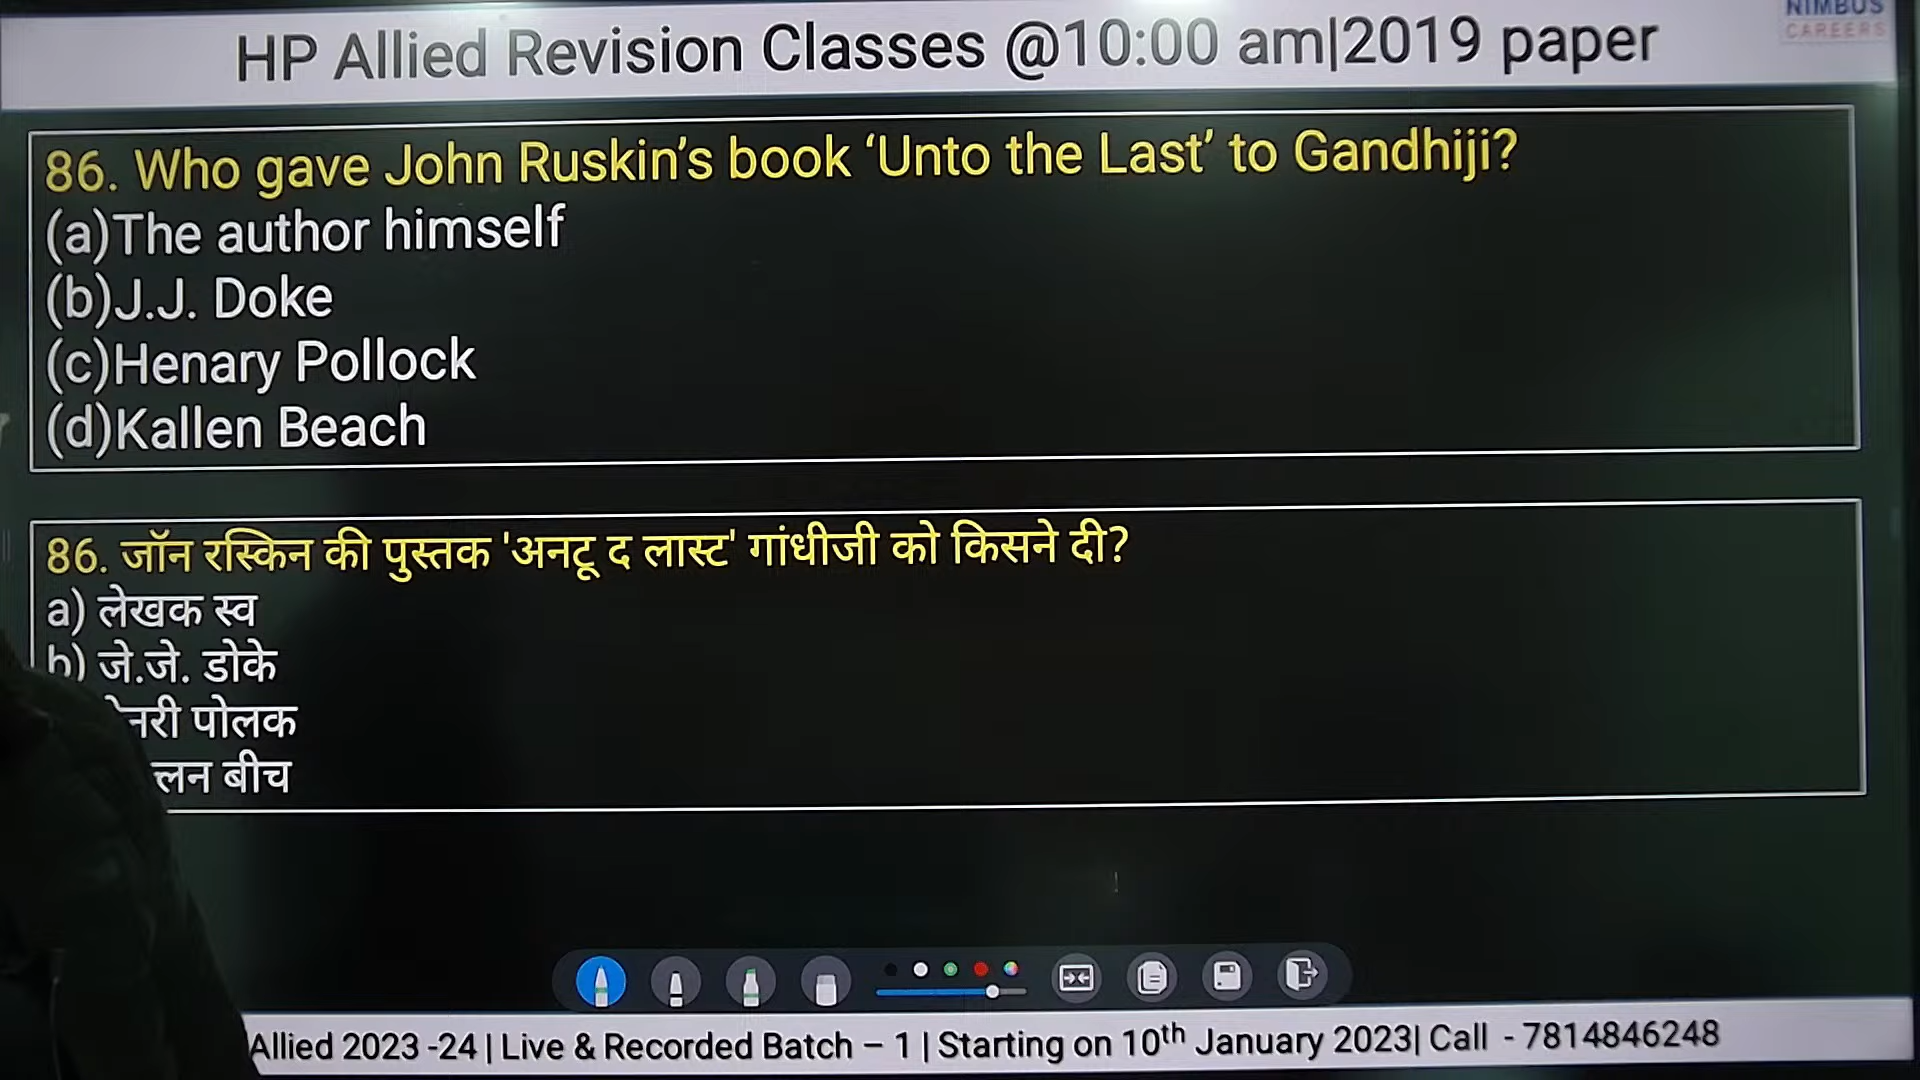 NIMBUS
CAREERS
HP Allied Revision Classes @10:00 am|2019 paper
86. Who gave John Ruskin’s book ‘Unto the Last’ to Gandhiji?
(a)The author himself
(b)J.J. Doke
(c)Henary Pollock
(d)Kallen Beach
86. जॉन रस्किन की पुस्तक 'अनटू द लास्ट' गांधीजी को किसने दी?
a) लेखक स्व
b) जे.जे. डोके
पोलक
बीच
Allied 2023 -24 | Live & Recorded Batch – 1 | Starting on 10th January 2023| Call - 7814846248